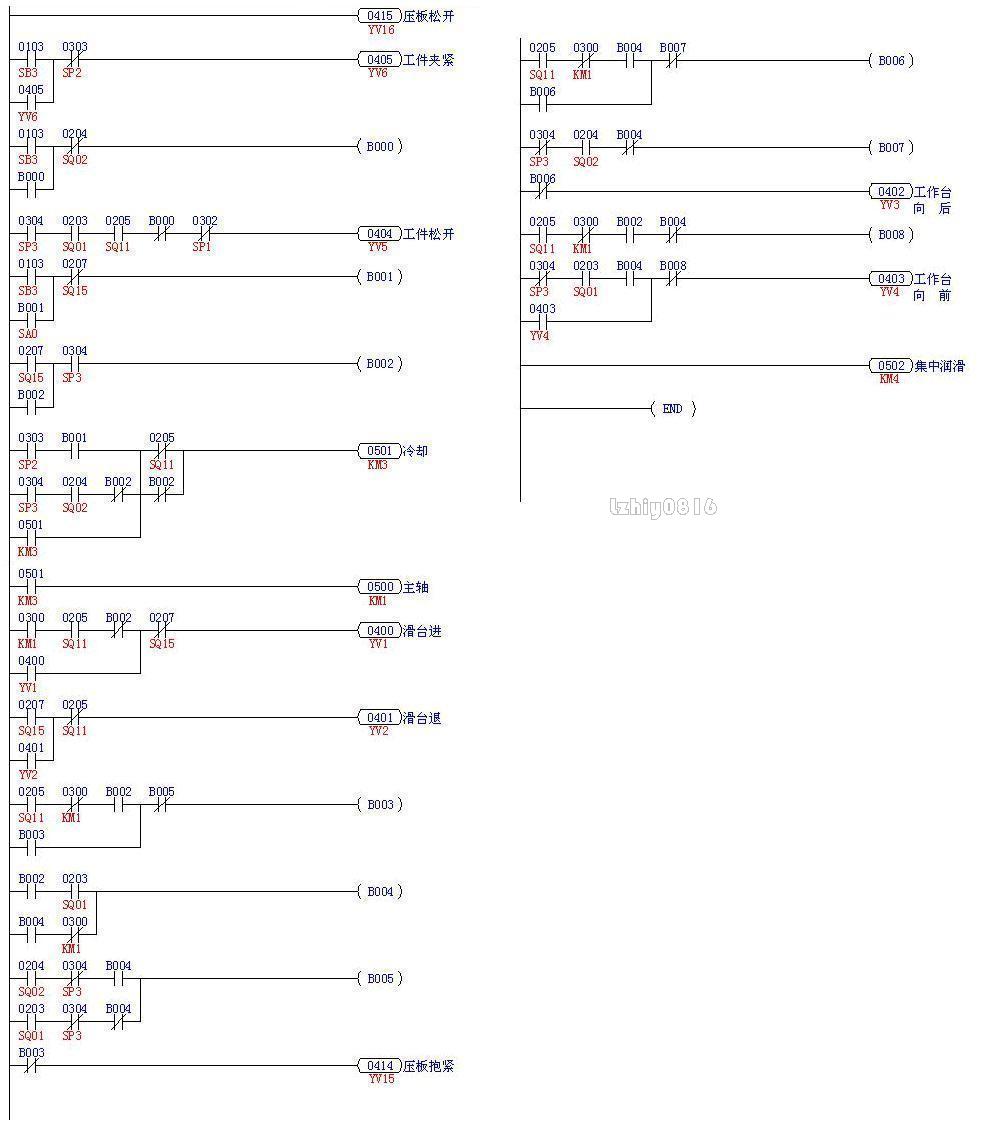 0415 压板松开
YV16
0103 0303
0405 工件夹紧
SB3 SP2 YV6
0405
YV6
0103 0204
B000
SB3 SQ02
B000
0304 0203 0205 B000 0302
0404 工件松开
SP3 SQ01 SQ11 SP1 YV5
0103 0207
B001
SB3 SQ15
B001
SA0
0207 0304
B002
SQ15 SP3
B002
0303 B001 0205
0501 冷却
SP2 SQ11 KM3
0304 0204 B002 B002
SP3 SQ02
0501
KM3
0501
0500 主轴
KM3 KM1
0300 0205 B002 0207
0400 滑台进
KM1 SQ11 SQ15 YV1
0400
YV1
0207 0205
0401 滑台退
SQ15 SQ11 YV2
0401
YV2
0205 0300 B002 B005
B003
SQ11 KM1
B003
B002 0203
B004
SQ01
B004 0300
KM1
0204 0304 B004
B005
SQ02 SP3
0203 0304 B004
SQ01 SP3
B003
0414 压板抱紧
YV15
0205 0300 B004 B007
B006
SQ11 KM1
B006
0304 0204 B004
B007
SP3 SQ02
B006
0402 工作台
YV3 向 后
0205 0300 B002 B004
B008
SQ11 KM1
0304 0203 B004 B008
0403 工作台
SP3 SQ01 YV4 向 前
0403
YV4
0502 集中润滑
KM4
END
lzhiy0816